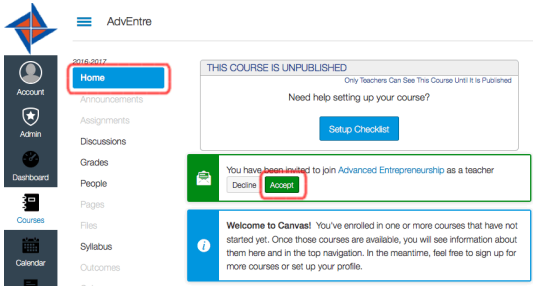 AdvEntre
Account
Admin
Dashboard
Courses
Calendar
2016-2017
Home
Announcements
Assignments
Discussions
Grades
People
Pages
Files
Syllabus
Outcomes
THIS COURSE IS UNPUBLISHED
Only Teachers Can See This Course Until It Is Published
Need help setting up your course?
Setup Checklist
You have been invited to join Advanced Entrepreneurship as a teacher
Decline Accept
Welcome to Canvas! You've enrolled in one or more courses that have not
started yet. Once those courses are available, you will see information about
them here and in the top navigation. In the meantime, feel free to sign up for
more courses or set up your profile.